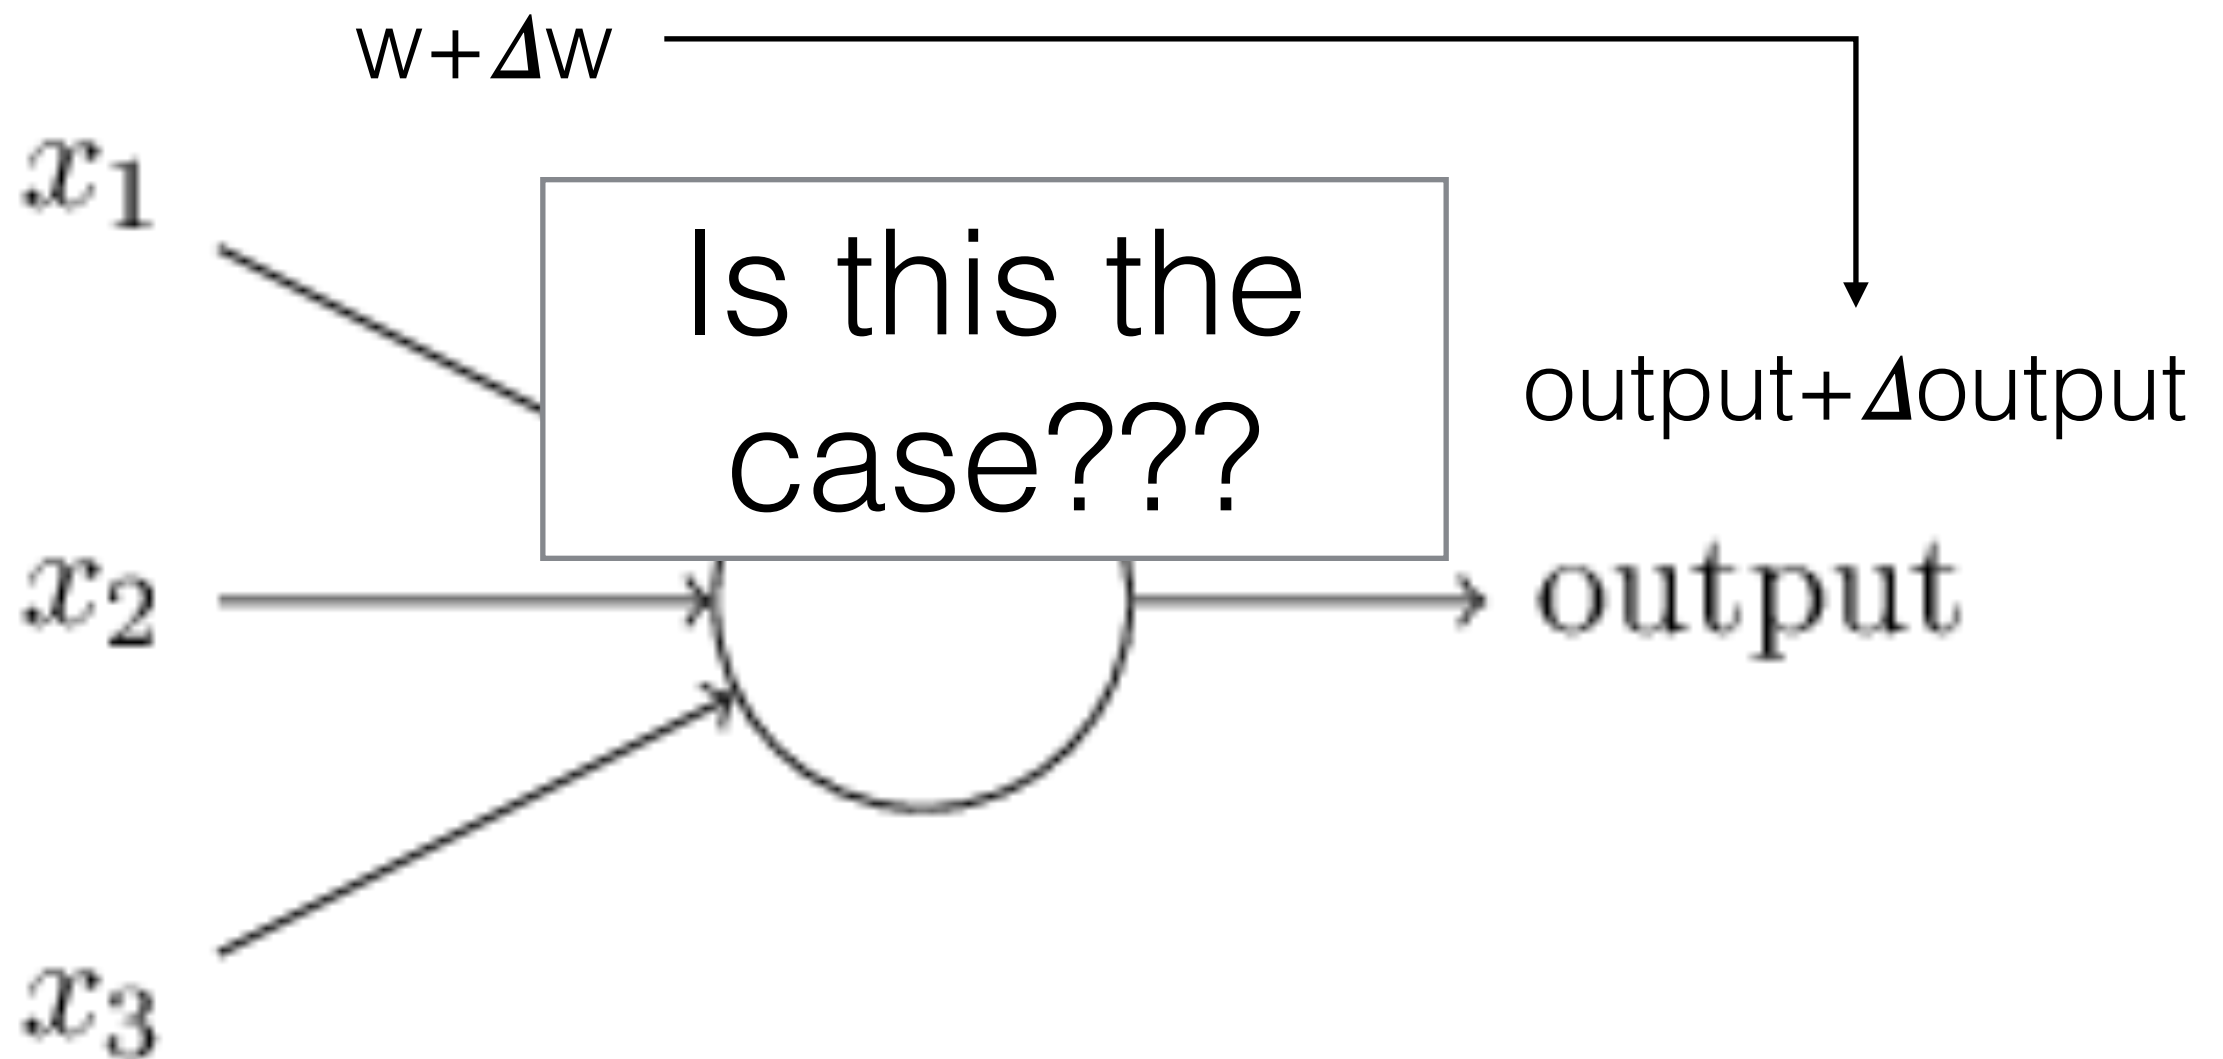 w+Δw
x₁
Is this the
case???
output+Δoutput
x₂
output
x₃